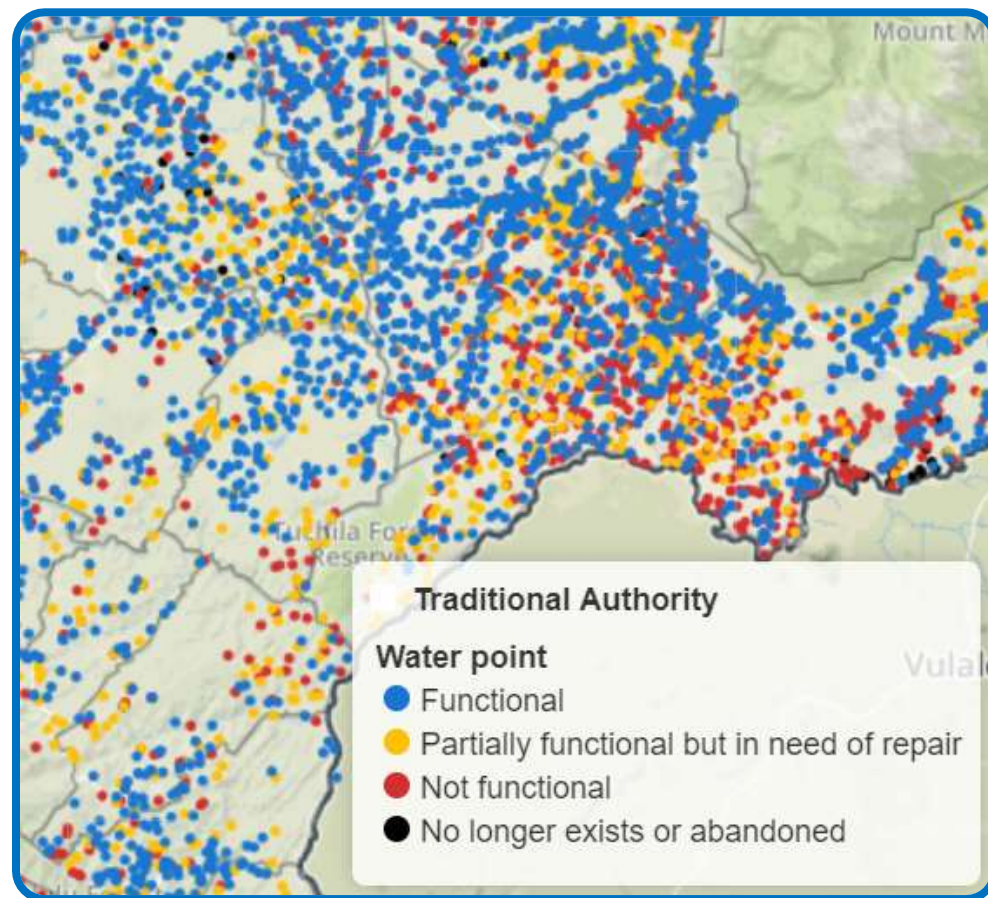 Mount M
Tuchila Fore
Reserve
Traditional Authority
Water point
Functional
Vulal
Partially functional but in need of repair
Not functional
No longer exists or abandoned